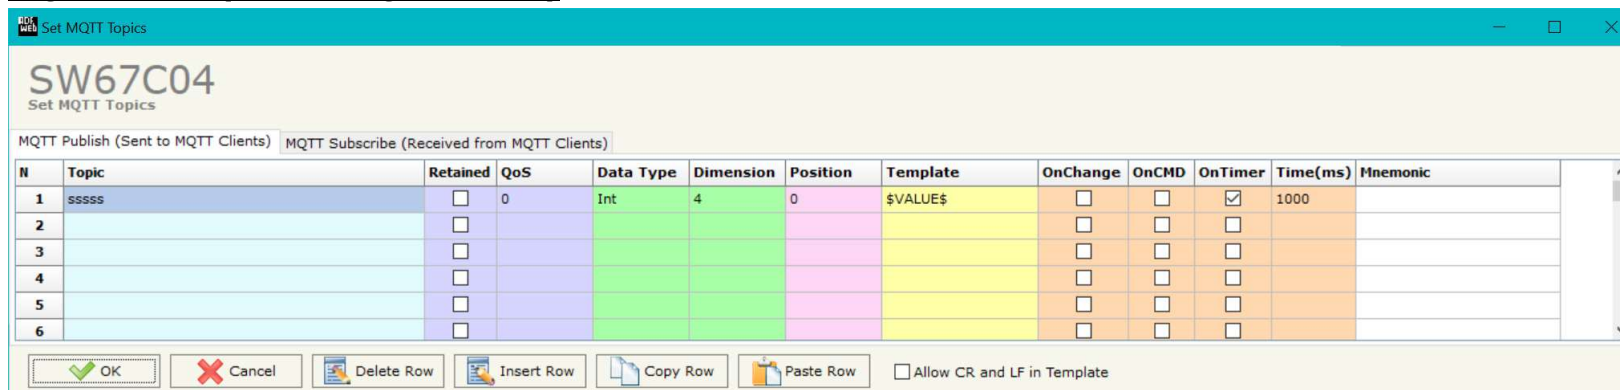 Set MQTT Topics
SW67C04
Set MQTT Topics
MQTT Publish (Sent to MQTT Clients) MQTT Subscribe (Received from MQTT Clients)
N Topic Retained QoS Data Type Dimension Position Template OnChange OnCMD OnTimer Time(ms) Mnemonic
1 sssss 0 Int 4 0 $VALUE$ 1000
2
3
4
5
6
OK Cancel Delete Row Insert Row Copy Row Paste Row Allow CR and LF in Template